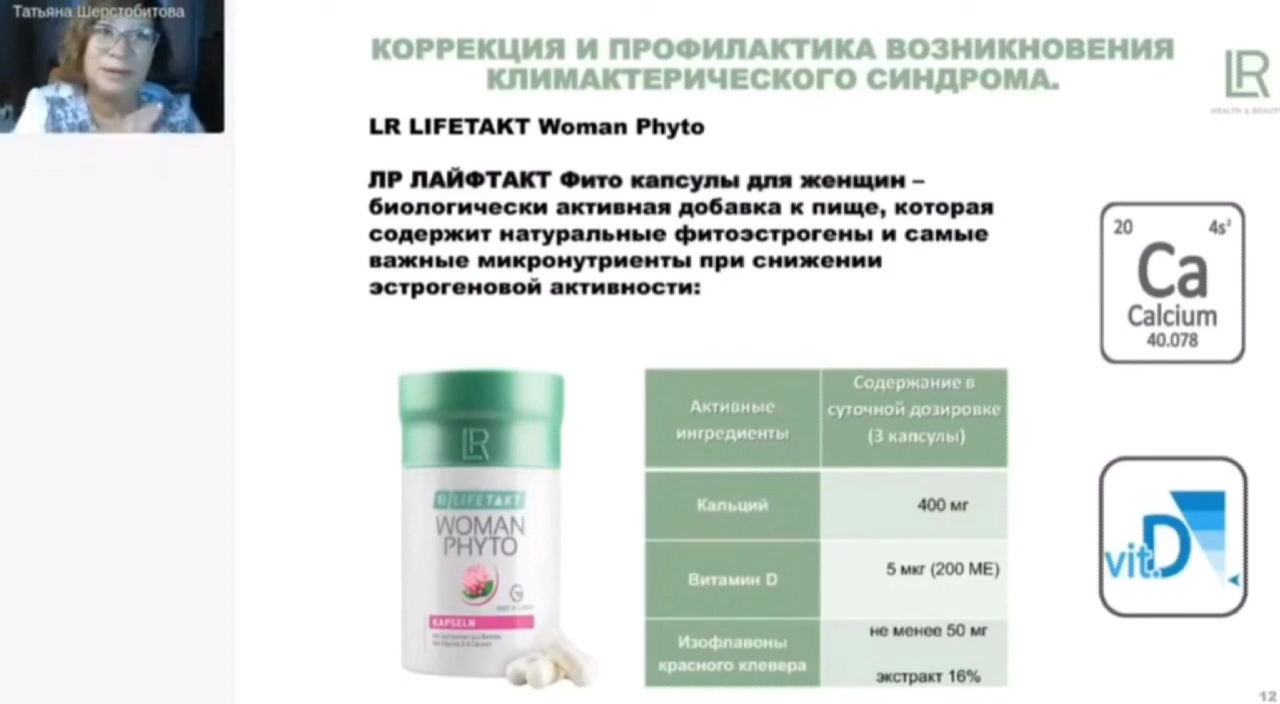 Татьяна Шерстобитова
КОРРЕКЦИЯ И ПРОФИЛАКТИКА ВОЗНИКНОВЕНИЯ
КЛИМАКТЕРИЧЕСКОГО СИНДРОМА.
LR
HEALTH & BEAUTY
LR LIFETAKT Woman Phyto
ЛР ЛАЙФТАКТ Фито капсулы для женщин –
биологически активная добавка к пище, которая
содержит натуральные фитоэстрогены и самые
важные микронутриенты при снижении
эстрогеновой активности:
20 4s²
Ca
Calcium
40.078
LR
LIFETAKT
WOMAN
PHYTO
KAPSELN
Активные
ингредиенты
Содержание в
суточной дозировке
(3 капсулы)
Кальций
400 мг
Витамин D
5 мкг (200 МЕ)
Изофлавоны
красного клевера
не менее 50 мг
экстракт 16%
vit.D
12